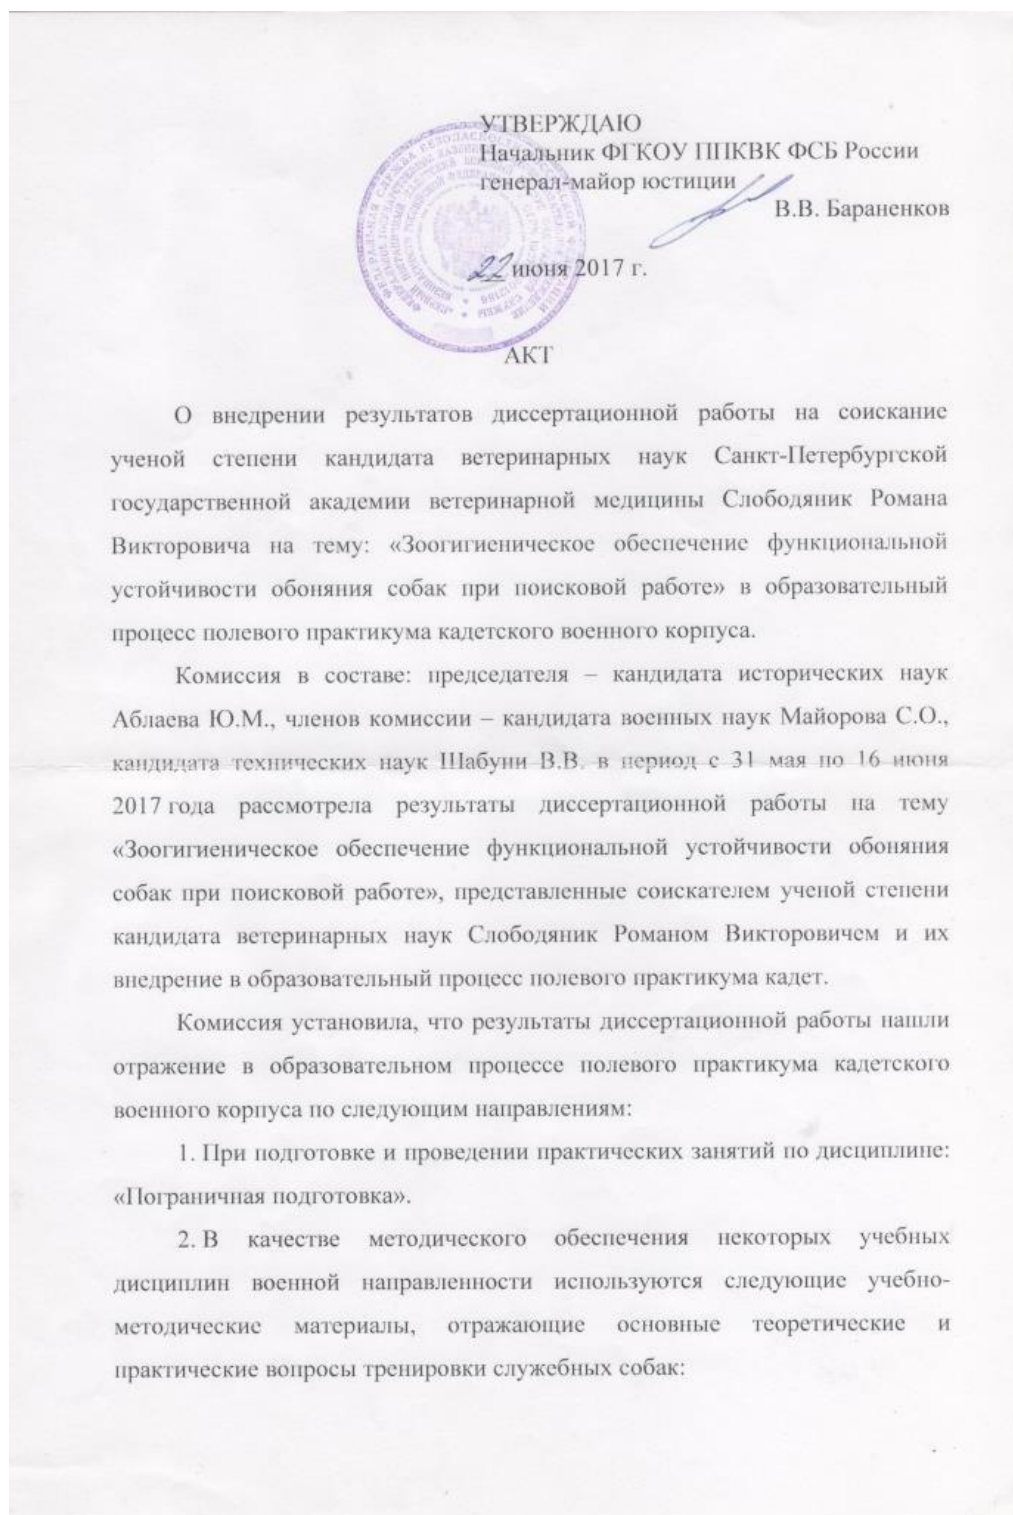 УТВЕРЖДАЮ
Начальник ФГКОУ ППКВК ФСБ России
генерал-майор юстиции
В.В. Бараненков
22 июня 2017 г.
АКТ
О внедрении результатов диссертационной работы на соискание
ученой степени кандидата ветеринарных наук Санкт-Петербургской
государственной академии ветеринарной медицины Слободяник Романа
Викторовича на тему: «Зоогигиеническое обеспечение функциональной
устойчивости обоняния собак при поисковой работе» в образовательный
процесс полевого практикума кадетского военного корпуса.
Комиссия в составе: председателя – кандидата исторических наук
Аблаева Ю.М., членов комиссии – кандидата военных наук Майорова С.О.,
кандидата технических наук Шабуни В.В. в период с 31 мая по 16 июня
2017 года рассмотрела результаты диссертационной работы на тему
«Зоогигиеническое обеспечение функциональной устойчивости обоняния
собак при поисковой работе», представленные соискателем ученой степени
кандидата ветеринарных наук Слободяник Романом Викторовичем и их
внедрение в образовательный процесс полевого практикума кадет.
Комиссия установила, что результаты диссертационной работы нашли
отражение в образовательном процессе полевого практикума кадетского
военного корпуса по следующим направлениям:
1. При подготовке и проведении практических занятий по дисциплине:
«Пограничная подготовка».
2. В качестве методического обеспечения некоторых учебных
дисциплин военной направленности используются следующие учебно-
методические материалы, отражающие основные теоретические и
практические вопросы тренировки служебных собак: